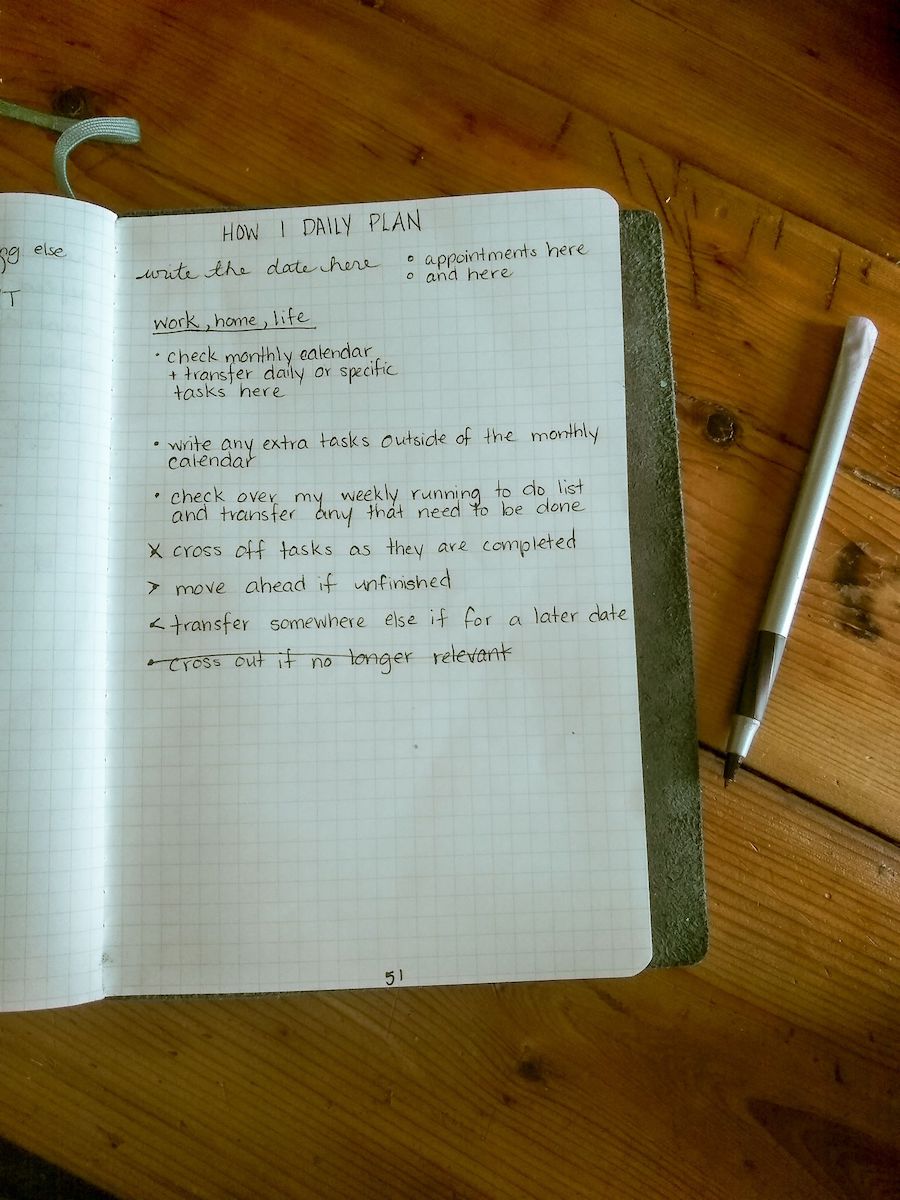 else
T
HOW I DAILY PLAN
write the date here
° appointments here
° and here
work, home, life
• check monthly calendar
+ transfer daily or specific
tasks here
• write any extra tasks outside of the monthly
calendar
• check over my weekly running to do list
and transfer any that need to be done
X cross off tasks as they are completed
> move ahead if unfinished
< transfer somewhere else if for a later date
• cross out if no longer relevant
51